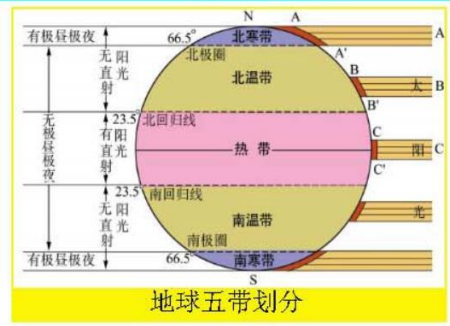 N
A
66.5°
北寒带
A
有极昼极夜
无阳光直射
北极圈
A'
B
北温带
太
B
B'
23.5
北回归线
C
无极昼极夜
有阳光直射
热带
阳
C
C'
23.5
南回归线
无阳光直射
南温带
光
南极圈
有极昼极夜
66.5°
南寒带
S
地球五带划分